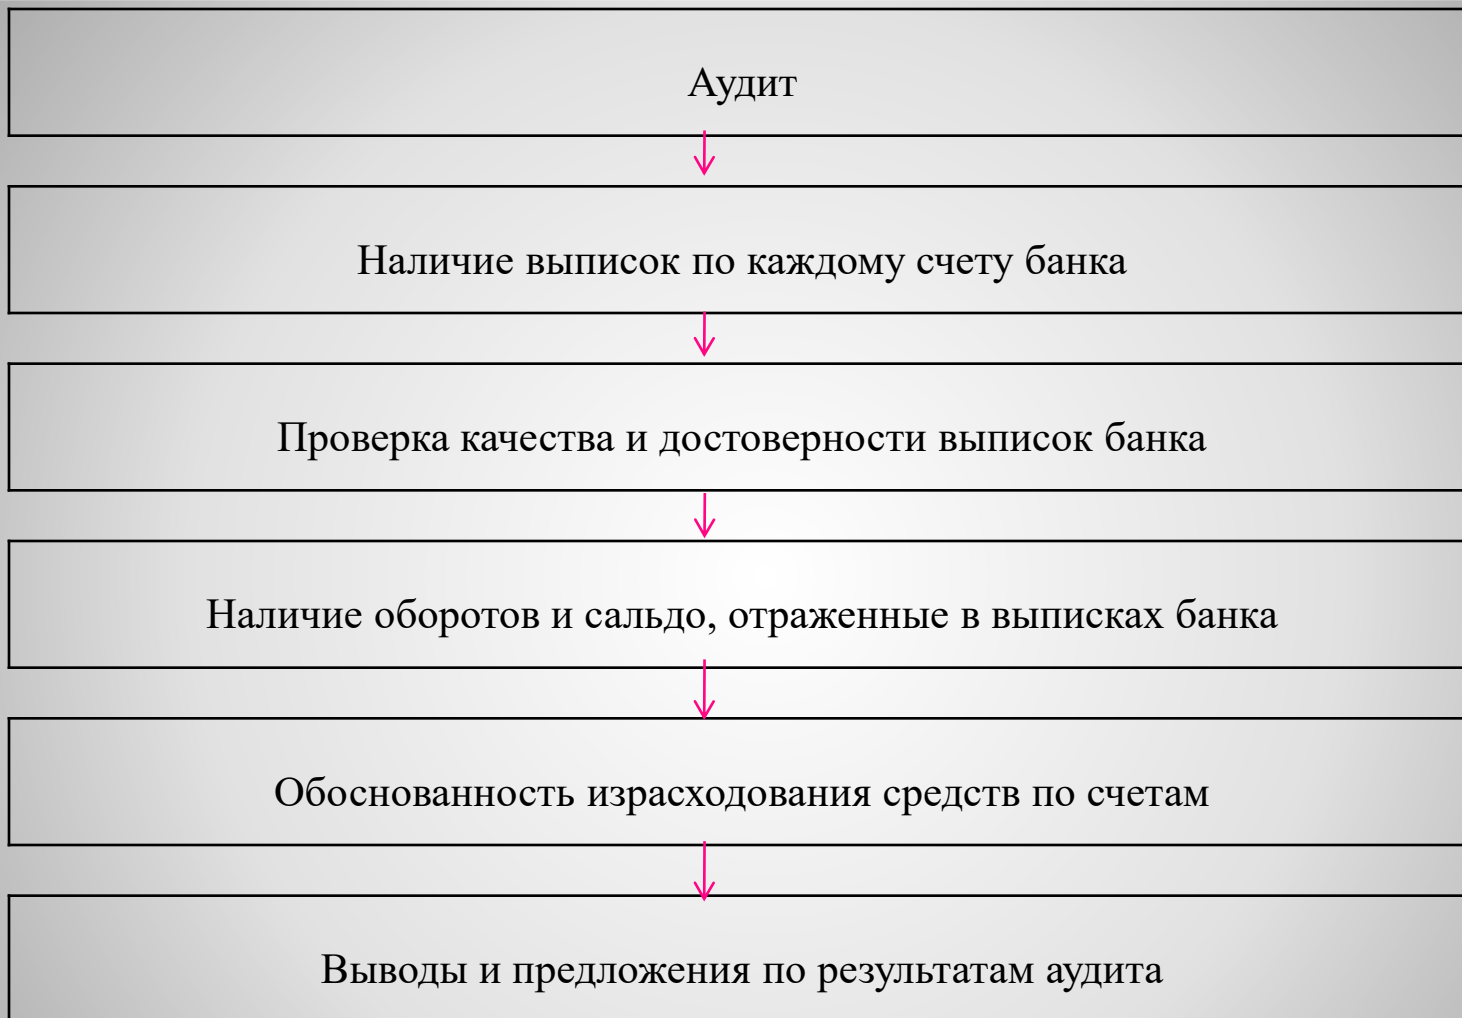 Аудит
Наличие выписок по каждому счету банка
Проверка качества и достоверности выписок банка
Наличие оборотов и сальдо, отраженные в выписках банка
Обоснованность израсходования средств по счетам
Выводы и предложения по результатам аудита